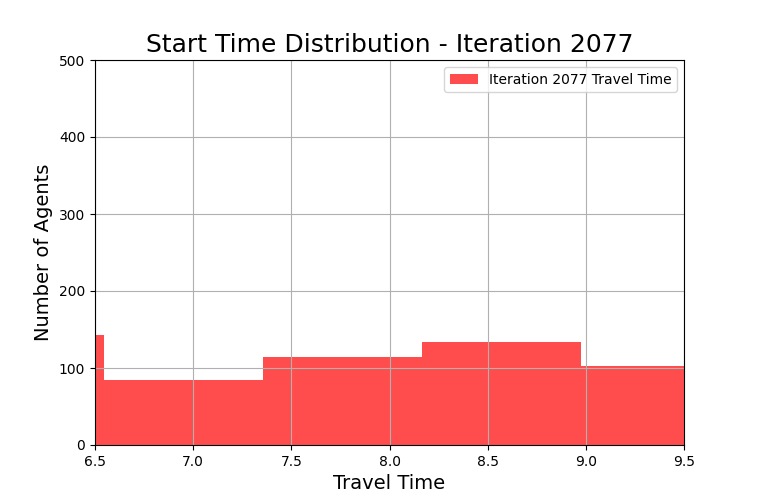 Start Time Distribution - Iteration 2077
Iteration 2077 Travel Time
Number of Agents
500
400
300
200
100
0
6.5 7.0 7.5 8.0 8.5 9.0 9.5
Travel Time